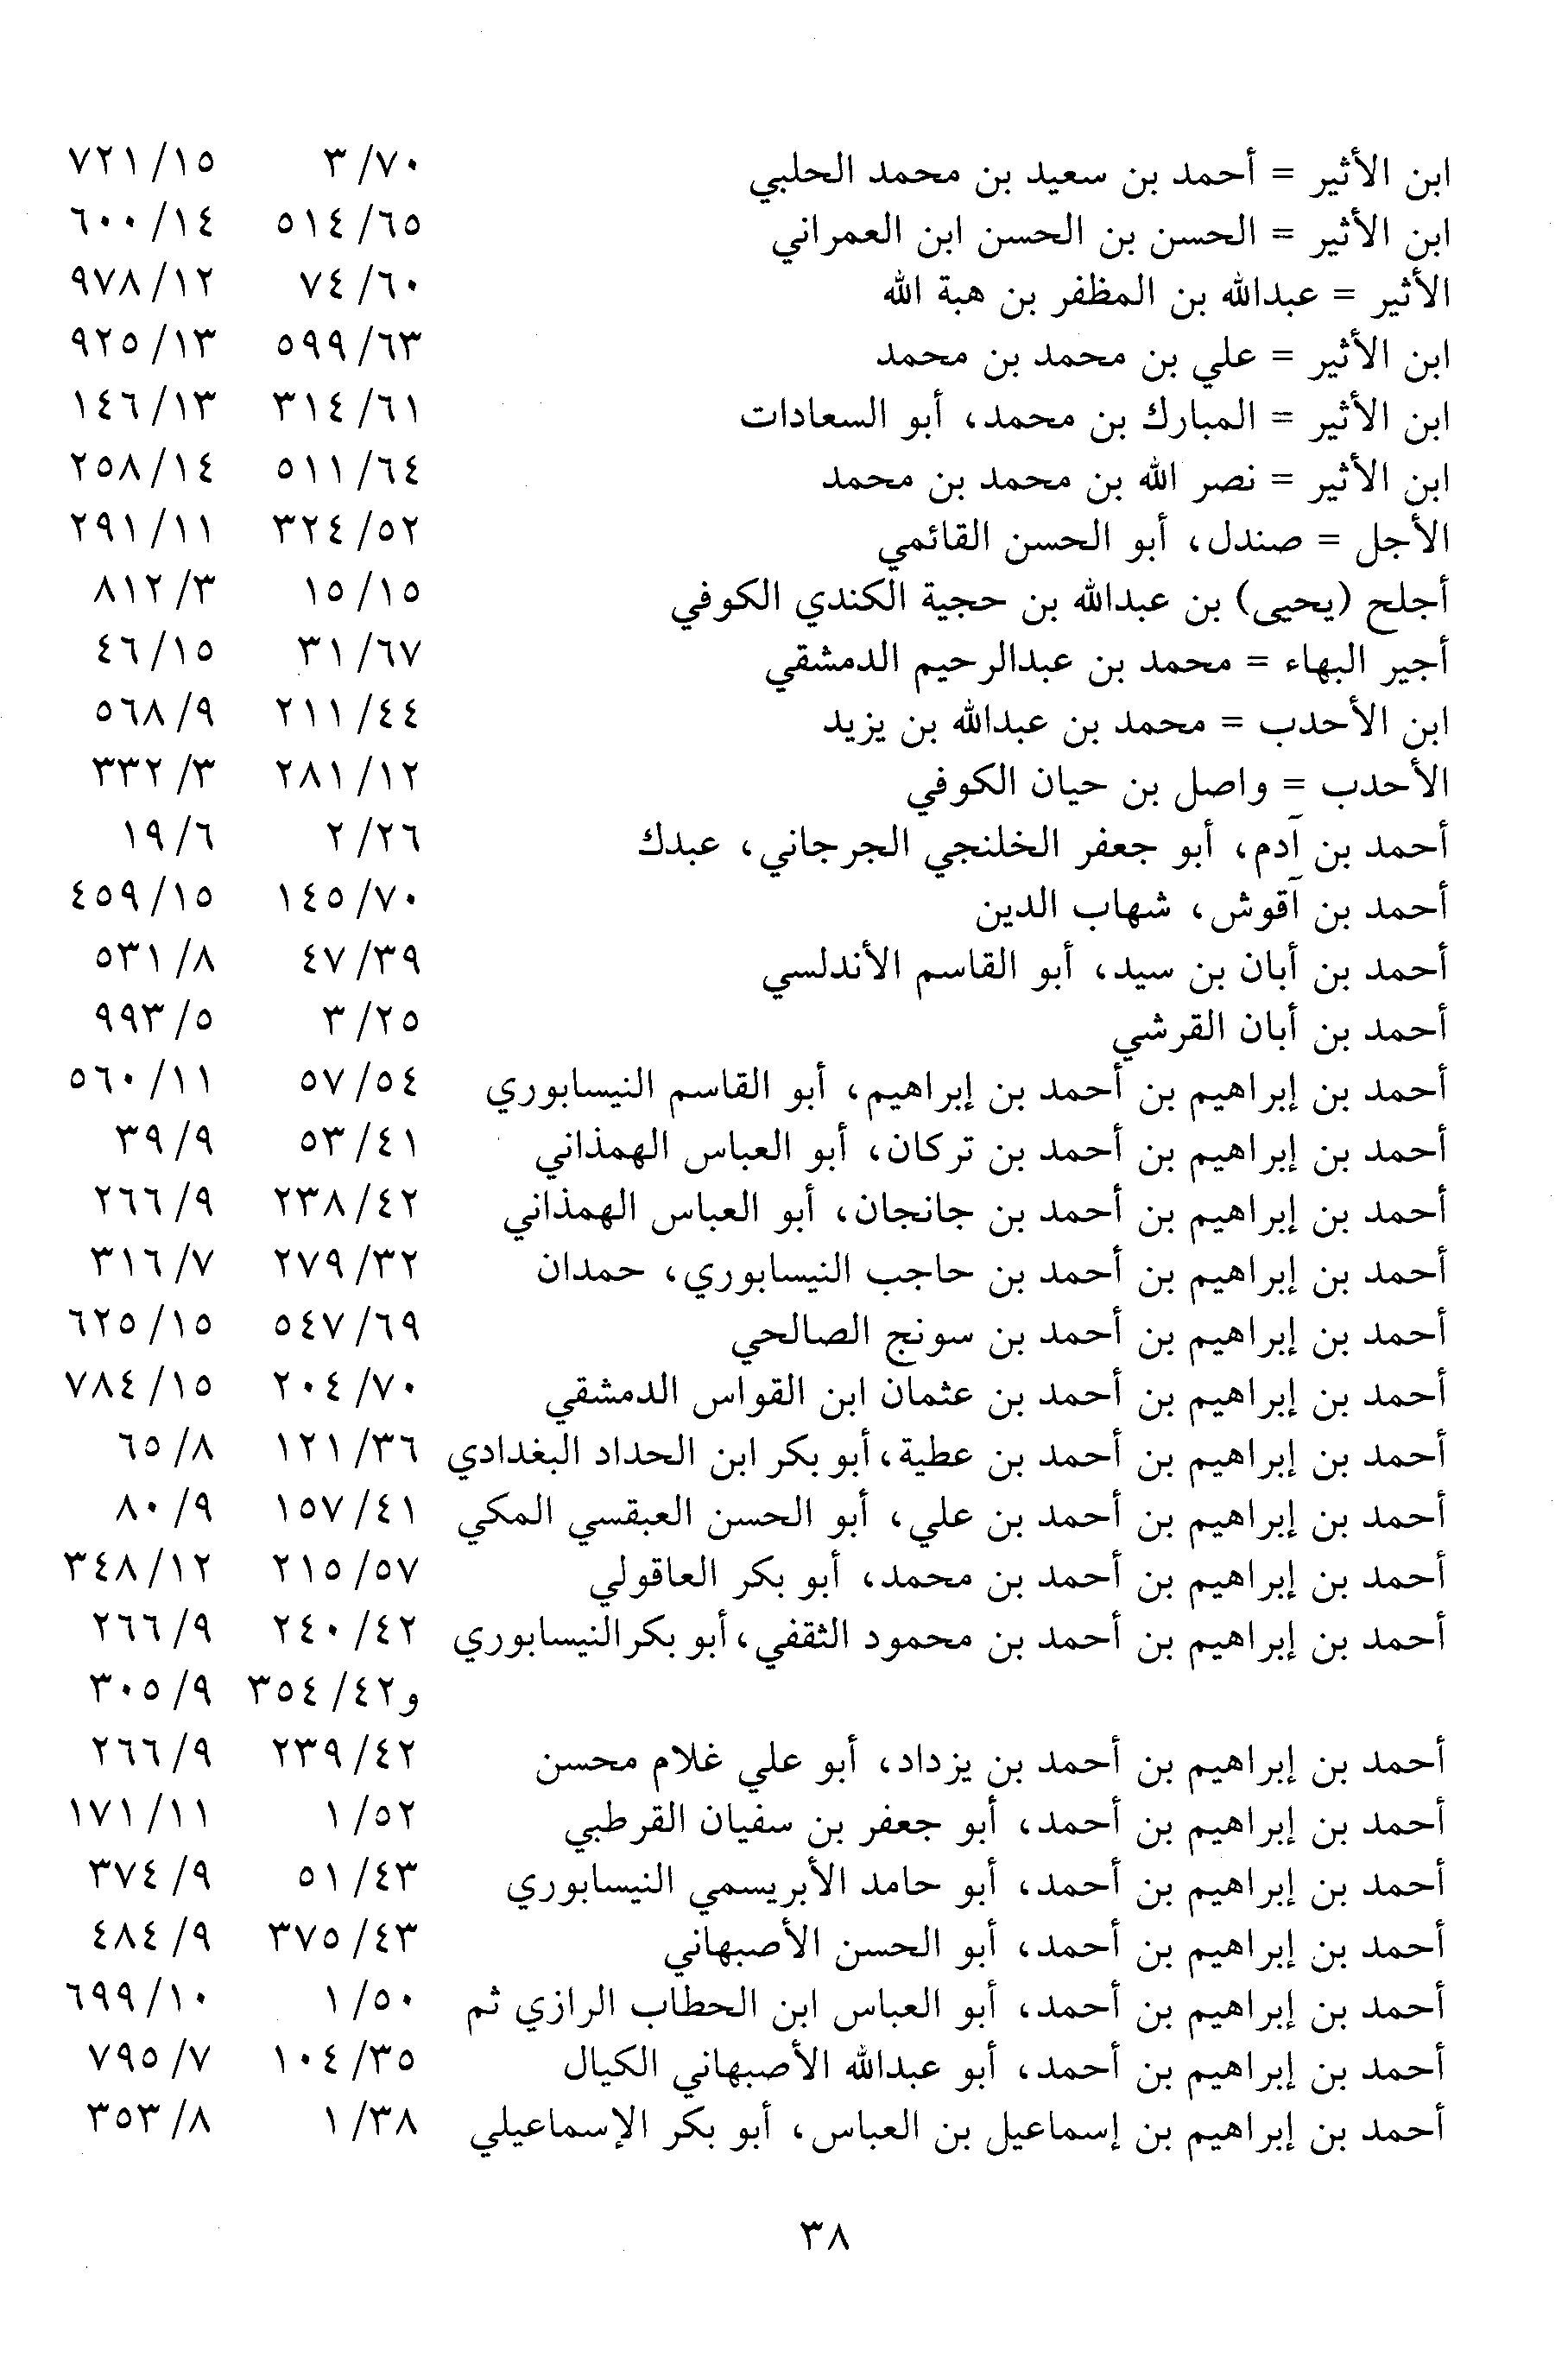 ابن الأثير = أحمد بن سعيد بن محمد الحلبي ٧٠/ ٣ ١٥/ ٧٢١
ابن الأثير = الحسن بن الحسن ابن العمراني ٦٥/ ٥١٤ ١٤/ ٦٠٠
الأثير = عبدالله بن المظفر بن هبة الله ٦٠/ ٧٤ ١٢/ ٩٧٨
ابن الأثير = علي بن محمد بن محمد ٦٣/ ٥٩٩ ١٣/ ٩٢٥
ابن الأثير = المبارك بن محمد، أبو السعادات ٦١/ ٣١٤ ١٣/ ١٤٦
ابن الأثير = نصر الله بن محمد بن محمد ٦٤/ ٥١١ ١٤/ ٢٥٨
الأجل = صندل، أبو الحسن القائمي ٥٢/ ٣٢٤ ١١/ ٢٩١
أجلح (يحيى) بن عبدالله بن حجية الكندي الكوفي ١٥/ ١٥ ٣/ ٨١٢
أجير البهاء = محمد بن عبدالرحيم الدمشقي ٦٧/ ٣١ ١٥/ ٤٦
ابن الأحدب = محمد بن عبدالله بن يزيد ٤٤/ ٢١١ ٩/ ٥٦٨
الأحدب = واصل بن حيان الكوفي ١٢/ ٢٨١ ٣/ ٣٣٢
أحمد بن آدم، أبو جعفر الخلنجي الجرجاني، عبدك ٢٦/ ٢ ٦/ ١٩
أحمد بن آقوش، شهاب الدين ٧٠/ ١٤٥ ١٥/ ٤٥٩
أحمد بن أبان بن سيد، أبو القاسم الأندلسي ٣٩/ ٤٧ ٨/ ٥٣١
أحمد بن أبان القرشي ٢٥/ ٣ ٥/ ٩٩٣
أحمد بن إبراهيم بن أحمد بن إبراهيم، أبو القاسم النيسابوري ٥٤/ ٥٧ ١١/ ٥٦٠
أحمد بن إبراهيم بن أحمد بن تركان، أبو العباس الهمذاني ٤١/ ٥٣ ٩/ ٣٩
أحمد بن إبراهيم بن أحمد بن جانجان، أبو العباس الهمذاني ٤٢/ ٢٣٨ ٩/ ٢٦٦
أحمد بن إبراهيم بن أحمد بن حاجب النيسابوري، حمدان ٣٢/ ٢٧٩ ٧/ ٣١٦
أحمد بن إبراهيم بن أحمد بن سونج الصالحي ٦٩/ ٥٤٧ ١٥/ ٦٢٥
أحمد بن إبراهيم بن أحمد بن عثمان ابن القواس الدمشقي ٧٠/ ٢٠٤ ١٥/ ٧٨٤
أحمد بن إبراهيم بن أحمد بن عطية، أبو بكر ابن الحداد البغدادي ٣٦/ ١٢١ ٨/ ٦٥
أحمد بن إبراهيم بن أحمد بن علي، أبو الحسن العبقسي المكي ٤١/ ١٥٧ ٩/ ٨٠
أحمد بن إبراهيم بن أحمد بن محمد، أبو بكر العاقولي ٥٧/ ٢١٥ ١٢/ ٣٤٨
أحمد بن إبراهيم بن أحمد بن محمود الثقفي، أبو بكر النيسابوري ٤٢/ ٢٤٠ ٩/ ٢٦٦
و٤٢/ ٣٥٤ ٩/ ٣٠٥
أحمد بن إبراهيم بن أحمد بن يزداد، أبو علي غلام محسن ٤٢/ ٢٣٩ ٩/ ٢٦٦
أحمد بن إبراهيم بن أحمد، أبو جعفر بن سفيان القرطبي ٥٢/ ١ ١١/ ١٧١
أحمد بن إبراهيم بن أحمد، أبو حامد الأبريسمي النيسابوري ٤٣/ ٥١ ٩/ ٣٧٤
أحمد بن إبراهيم بن أحمد، أبو الحسن الأصبهاني ٤٣/ ٣٧٥ ٩/ ٤٨٤
أحمد بن إبراهيم بن أحمد، أبو العباس ابن الحطاب الرازي ثم ٥٠/ ١ ١٠/ ٦٩٩
أحمد بن إبراهيم بن أحمد، أبو عبدالله الأصبهاني الكيال ٣٥/ ١٠٤ ٧/ ٧٩٥
أحمد بن إبراهيم بن إسماعيل بن العباس، أبو بكر الإسماعيلي ٣٨/ ١ ٨/ ٣٥٣
٣٨